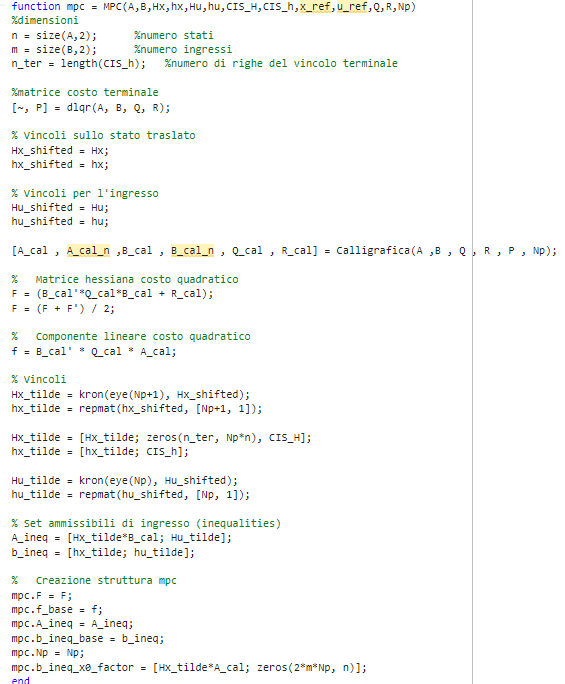 function mpc = MPC(A,B,Hx,hx,Hu,hu,CIS_H,CIS_h,x_ref,u_ref,Q,R,Np)
%dimensioni
n = size(A,2);      %numero stati
m = size(B,2);      %numero ingressi
n_ter = length(CIS_h);   %numero di righe del vincolo terminale
%matrice costo terminale
[~, P] = dlqr(A, B, Q, R);
% Vincoli sullo stato traslato
Hx_shifted = Hx;
hx_shifted = hx;
% Vincoli per l'ingresso
Hu_shifted = Hu;
hu_shifted = hu;
[A_cal , A_cal_n ,B_cal , B_cal_n , Q_cal , R_cal] = Calligrafica(A ,B , Q , R , P , Np);
%   Matrice hessiana costo quadratico
F = (B_cal'*Q_cal*B_cal + R_cal);
F = (F + F') / 2;
%   Componente lineare costo quadratico
f = B_cal' * Q_cal * A_cal;
% Vincoli
Hx_tilde = kron(eye(Np+1), Hx_shifted);
hx_tilde = repmat(hx_shifted, [Np+1, 1]);
Hx_tilde = [Hx_tilde; zeros(n_ter, Np*n), CIS_H];
hx_tilde = [hx_tilde; CIS_h];
Hu_tilde = kron(eye(Np), Hu_shifted);
hu_tilde = repmat(hu_shifted, [Np, 1]);
% Set ammissibili di ingresso (inequalities)
A_ineq = [Hx_tilde*B_cal; Hu_tilde];
b_ineq = [hx_tilde; hu_tilde];
%   Creazione struttura mpc
mpc.F = F;
mpc.f_base = f;
mpc.A_ineq = A_ineq;
mpc.b_ineq_base = b_ineq;
mpc.Np = Np;
mpc.b_ineq_x0_factor = [Hx_tilde*A_cal; zeros(2*m*Np, n)];
end